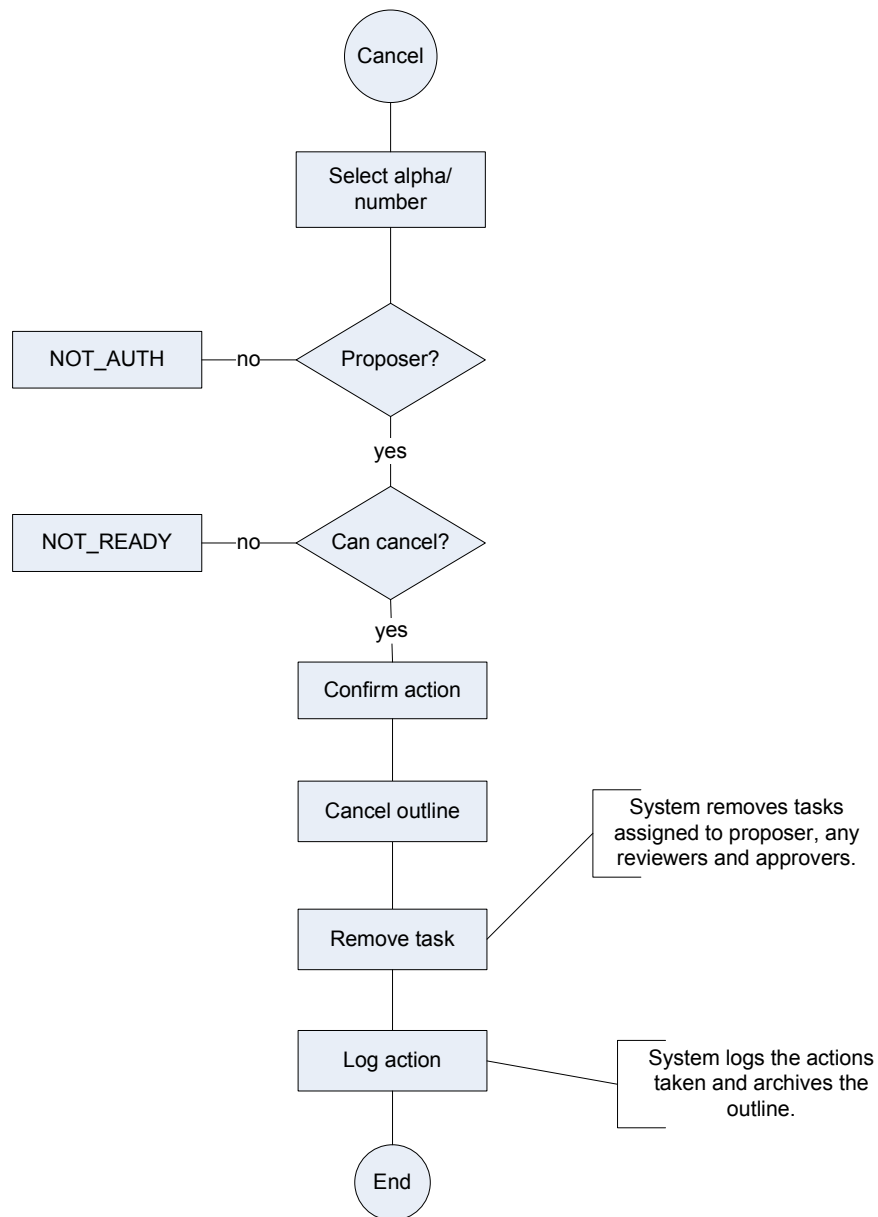 Cancel
Select alpha/
number
NOT_AUTH
no
Proposer?
yes
NOT_READY
no
Can cancel?
yes
Confirm action
Cancel outline
System removes tasks
assigned to proposer, any
reviewers and approvers.
Remove task
Log action
System logs the actions
taken and archives the
outline.
End